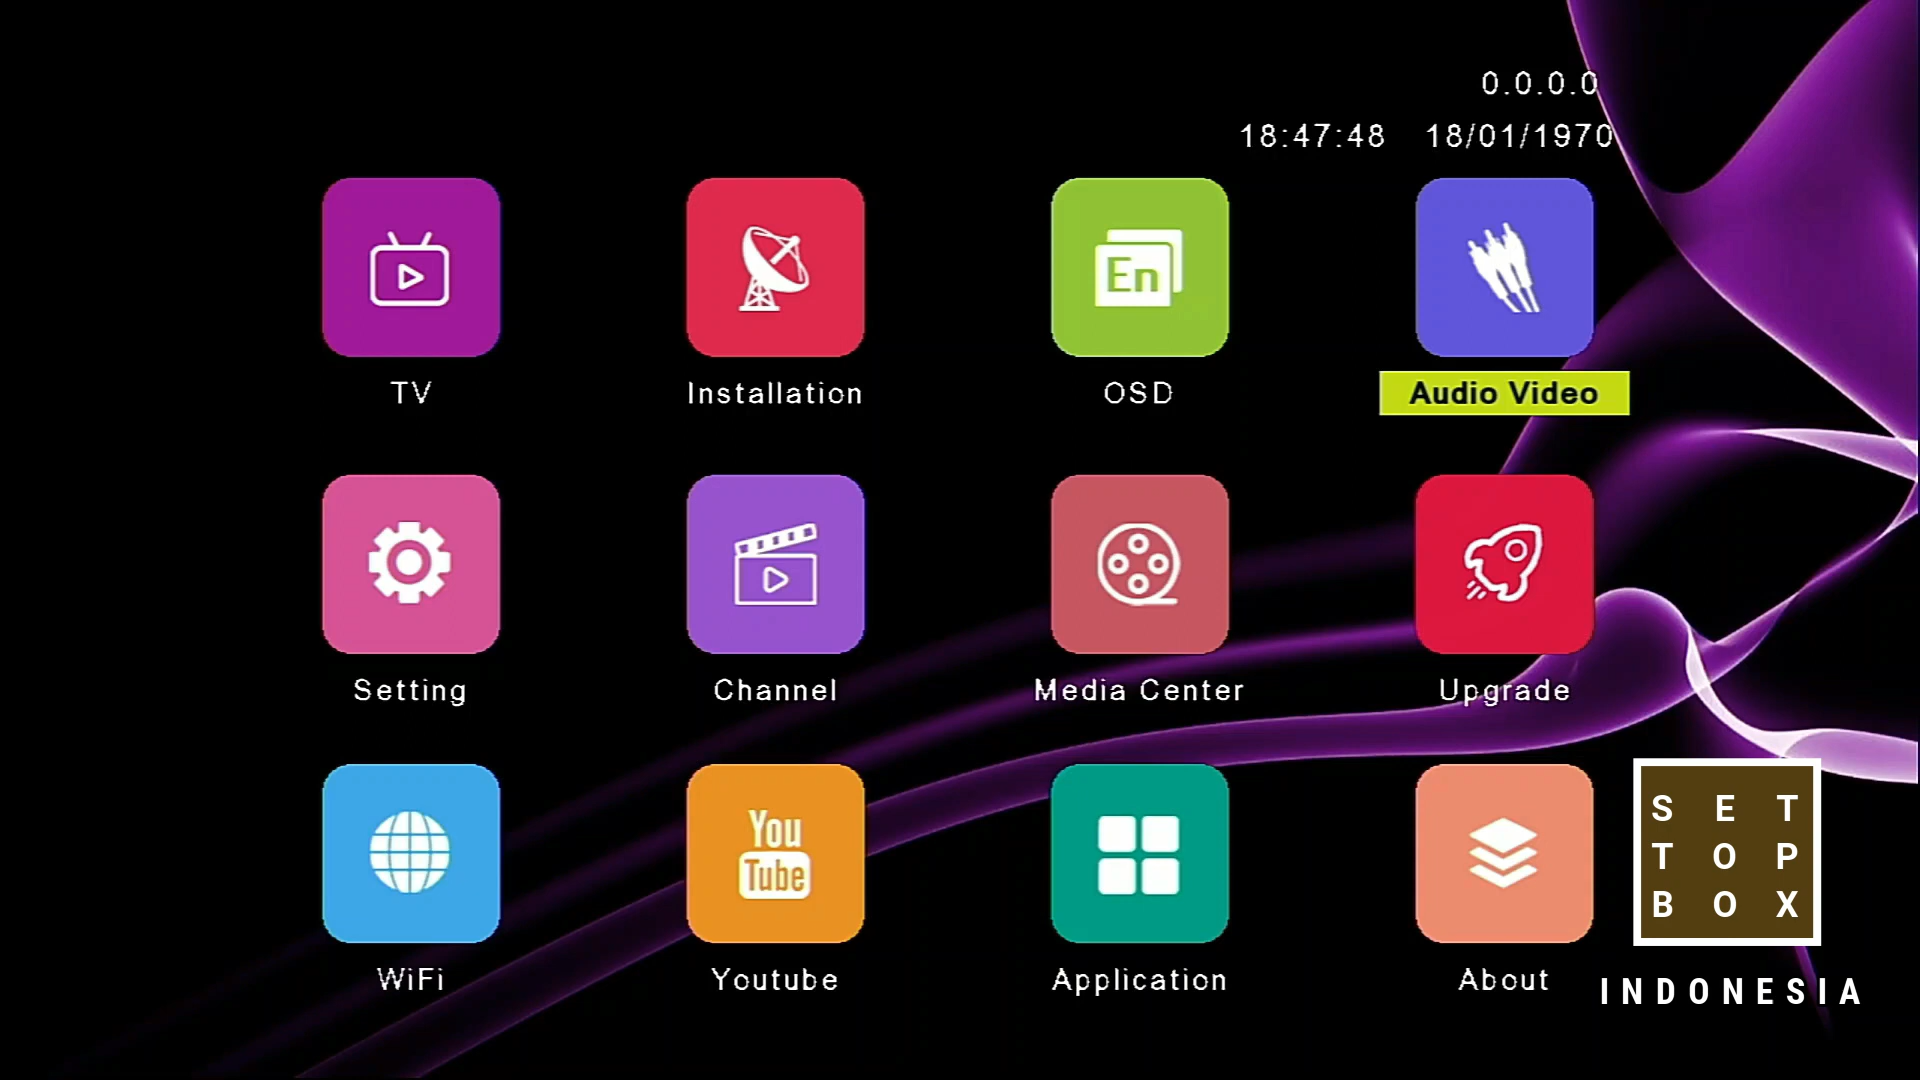 0.0.0.0
18:47:48 18/01/1970
En
TV Installation OSD Audio Video
Setting Channel Media Center Upgrade
You
Tube
WiFi Youtube Application About
S E T
T O P
B O X
INDONESIA